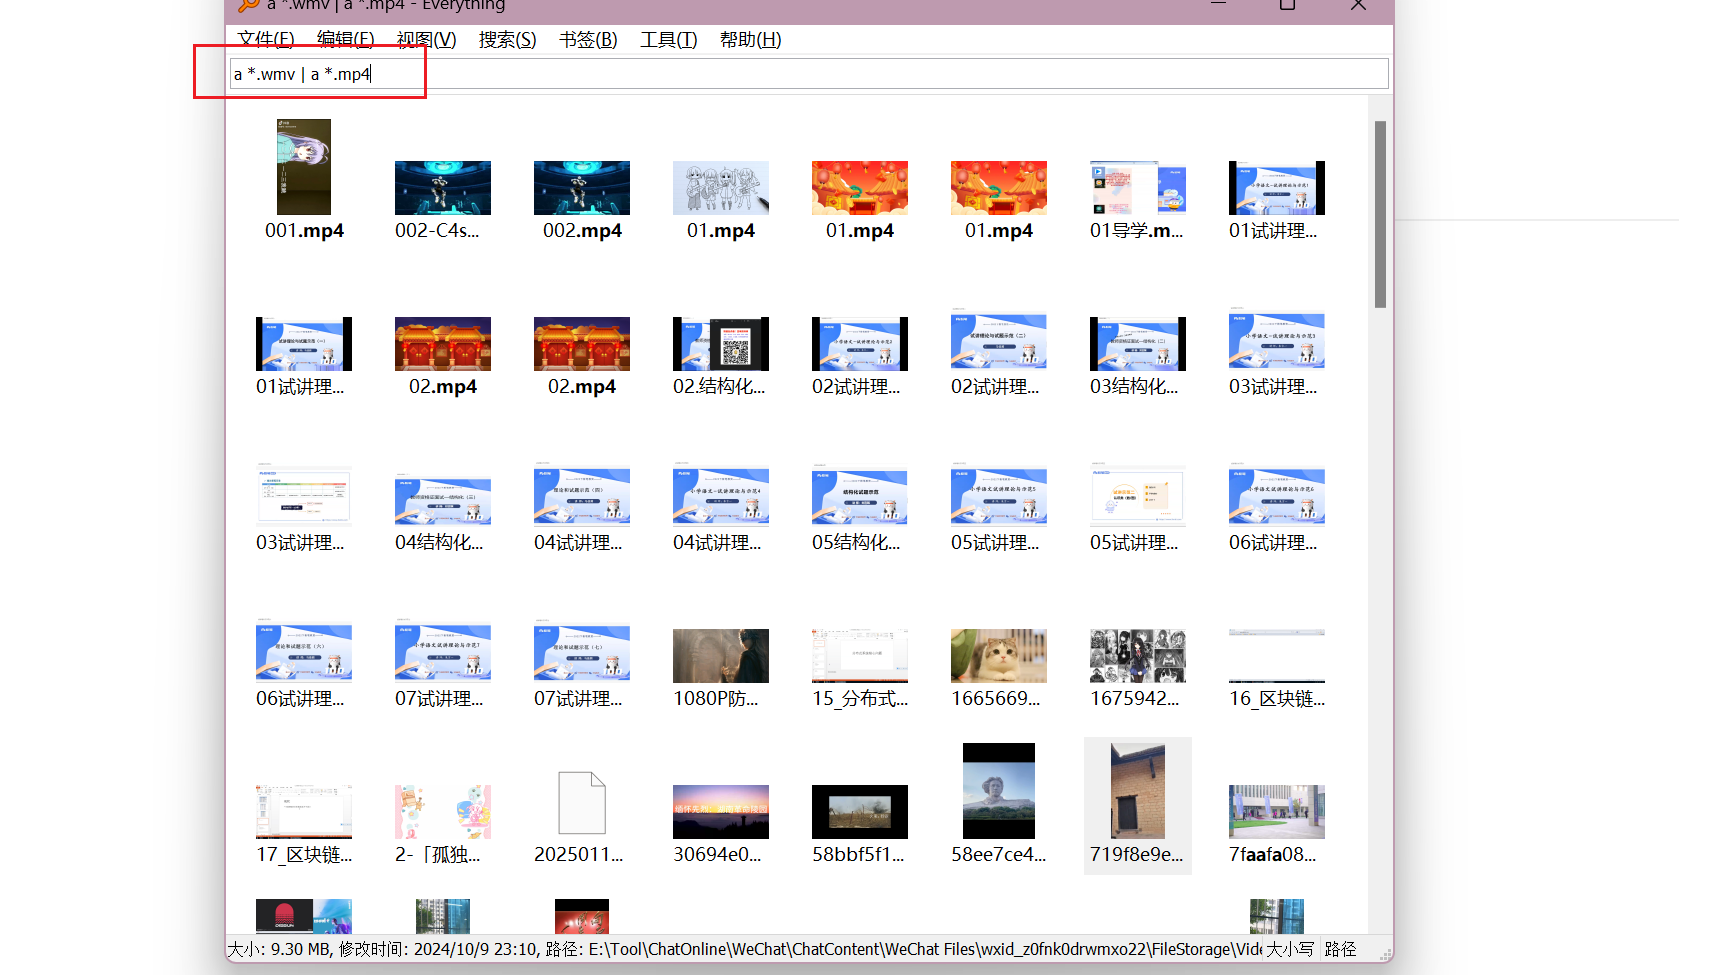 a *.wmv | a *.mp4 - Everything
文件(F) 编辑(E) 视图(V) 搜索(S) 书签(B) 工具(T) 帮助(H)
a *.wmv | a *.mp4
001.mp4 002-C4s... 002.mp4 01.mp4 01.mp4 01.mp4 01导学.m... 01试讲理...
01试讲理... 02.mp4 02.mp4 02.结构化... 02试讲理... 02试讲理... 03结构化... 03试讲理...
03试讲理... 04结构化... 04试讲理... 04试讲理... 05结构化... 05试讲理... 05试讲理... 06试讲理...
06试讲理... 07试讲理... 07试讲理... 1080P防... 15_分布式... 1665669... 1675942... 16_区块链...
17_区块链... 2-「孤独... 2025011... 30694e0... 58bbf5f1... 58ee7ce4... 719f8e9e... 7faafa08...
大小: 9.30 MB, 修改时间: 2024/10/9 23:10, 路径: E:\Tool\ChatOnline\WeChat\ChatContent\WeChat Files\wxid_z0fnk0drwmxo22\FileStorage\Vide 大小写 路径